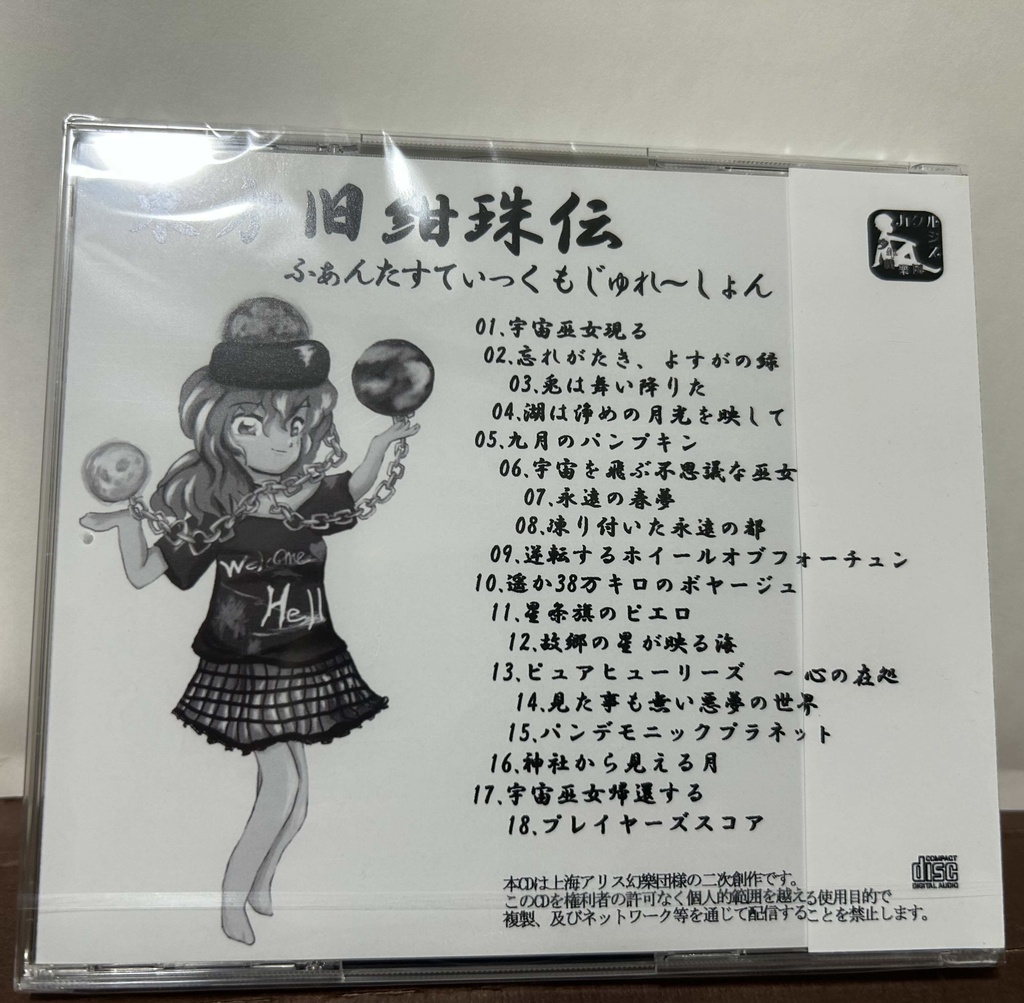 東方旧紺珠伝
ふぁんたすてぃっくもじゅれ～しょん
01.宇宙巫女現る
02.忘れがたき、よすがの緑
03.兎は舞い降りた
04.湖は浄めの月光を映して
05.九月のパンプキン
06.宇宙を飛ぶ不思議な巫女
07.永遠の春夢
08.凍り付いた永遠の都
09.逆転するホイールオブフォーチュン
10.遥か38万キロのボヤージュ
11.星条旗のピエロ
12.故郷の星が映る海
13.ピュアヒューリーズ　～ 心の在処
14.見た事も無い悪夢の世界
15.パンデモニックプラネット
16.神社から見える月
17.宇宙巫女帰還する
18.プレイヤーズスコア
Welcome
Hell
本CDは上海アリス幻樂団様の二次創作です。
このCDを権利者の許可なく個人的範囲を越える使用目的で
複製、及びネットワーク等を通じて配信することを禁止します。
COMPACT
disc
DIGITAL AUDIO